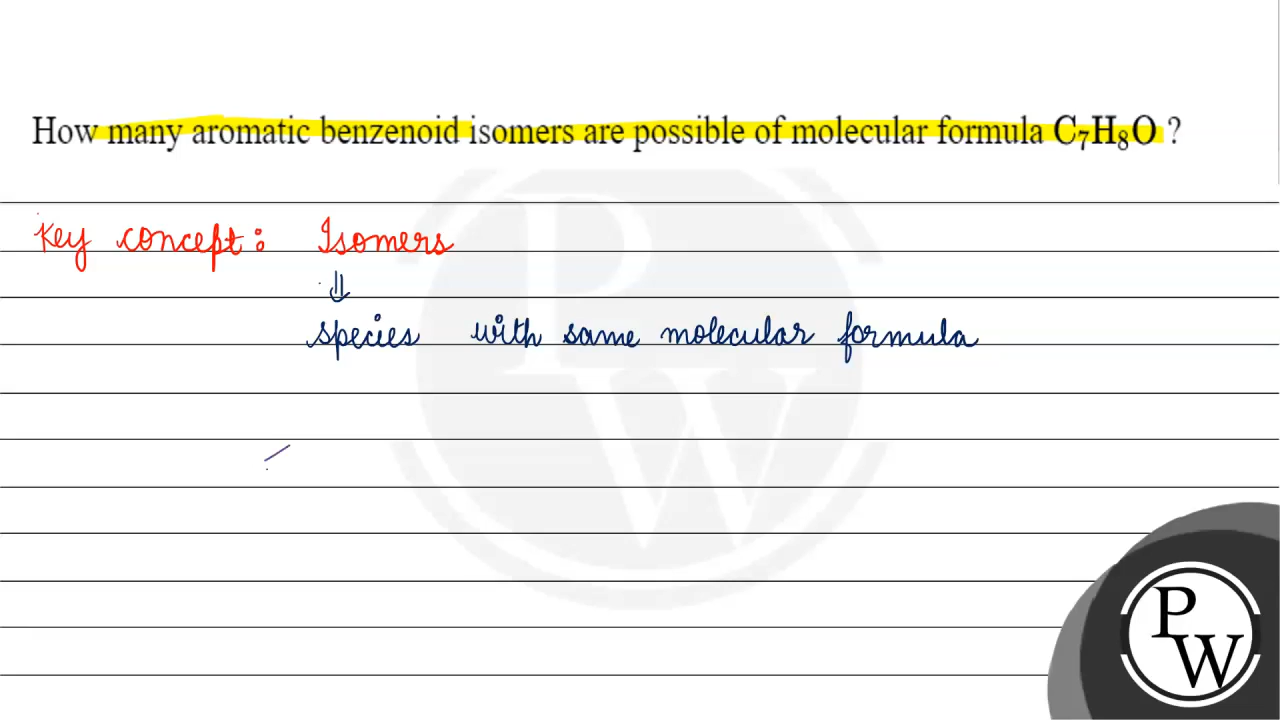 How many aromatic benzenoid isomers are possible of molecular formula C₇H₈O ?
Key concept: Isomers
⇓
species with same molecular formula
P
W
P
W